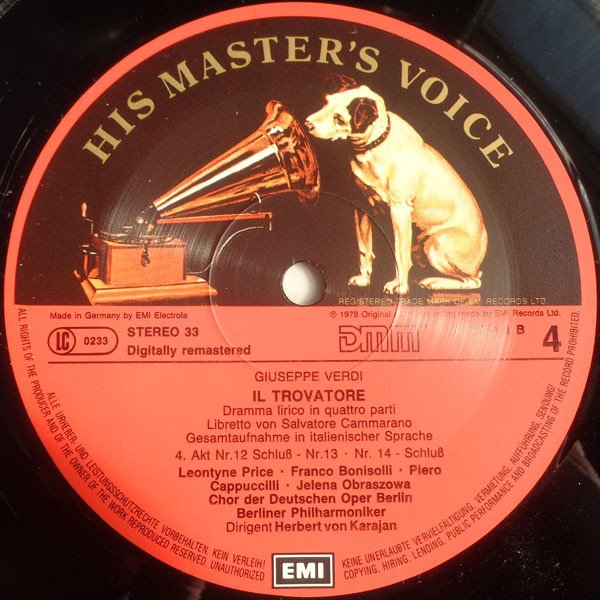 HIS MASTER'S VOICE
REGISTERED TRADE MARK OF EMI RECORDS LTD.
Made in Germany by EMI Electrola
℗ 1978 Original recording by EMI Records Ltd.
LC 0233
STEREO 33
Digitally remastered
DMM
B
4
GIUSEPPE VERDI
IL TROVATORE
Dramma lirico in quattro parti
Libretto von Salvatore Cammarano
Gesamtaufnahme in italienischer Sprache
4. Akt Nr.12 Schluß - Nr.13 · Nr. 14 - Schluß
Leontyne Price · Franco Bonisolli · Piero
Cappuccilli · Jelena Obraszowa
Chor der Deutschen Oper Berlin
Berliner Philharmoniker
Dirigent Herbert von Karajan
ALL RIGHTS OF THE PRODUCER AND OF THE OWNER OF THE WORK REPRODUCED RESERVED. UNAUTHORIZED
COPYING, HIRING, LENDING, PUBLIC PERFORMANCE AND BROADCASTING OF THE RECORD PROHIBITED.
ALLE URHEBER- UND LEISTUNGSSCHUTZRECHTE VORBEHALTEN. KEIN VERLEIH!
KEINE UNERLAUBTE VERVIELFÄLTIGUNG, VERMIETUNG, AUFFÜHRUNG, SENDUNG!
EMI